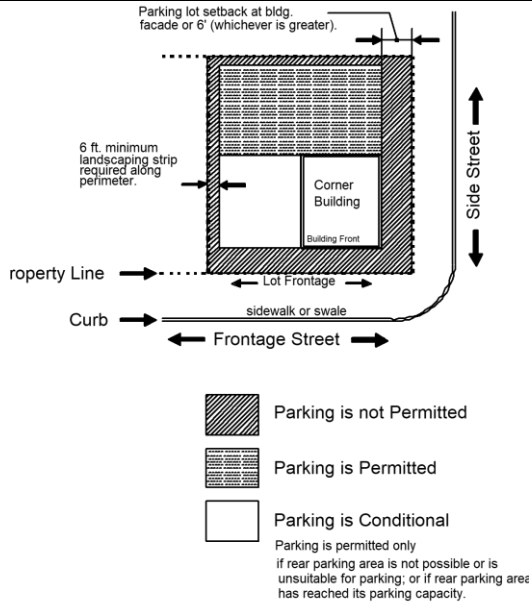 Parking lot setback at bldg.
facade or 6' (whichever is greater).
6 ft. minimum
landscaping strip
required along
perimeter.
Corner
Building
Building Front
Side Street
roperty Line
Lot Frontage
Curb
sidewalk or swale
Frontage Street
Parking is not Permitted
Parking is Permitted
Parking is Conditional
Parking is permitted only
if rear parking area is not possible or is
unsuitable for parking; or if rear parking area
has reached its parking capacity.